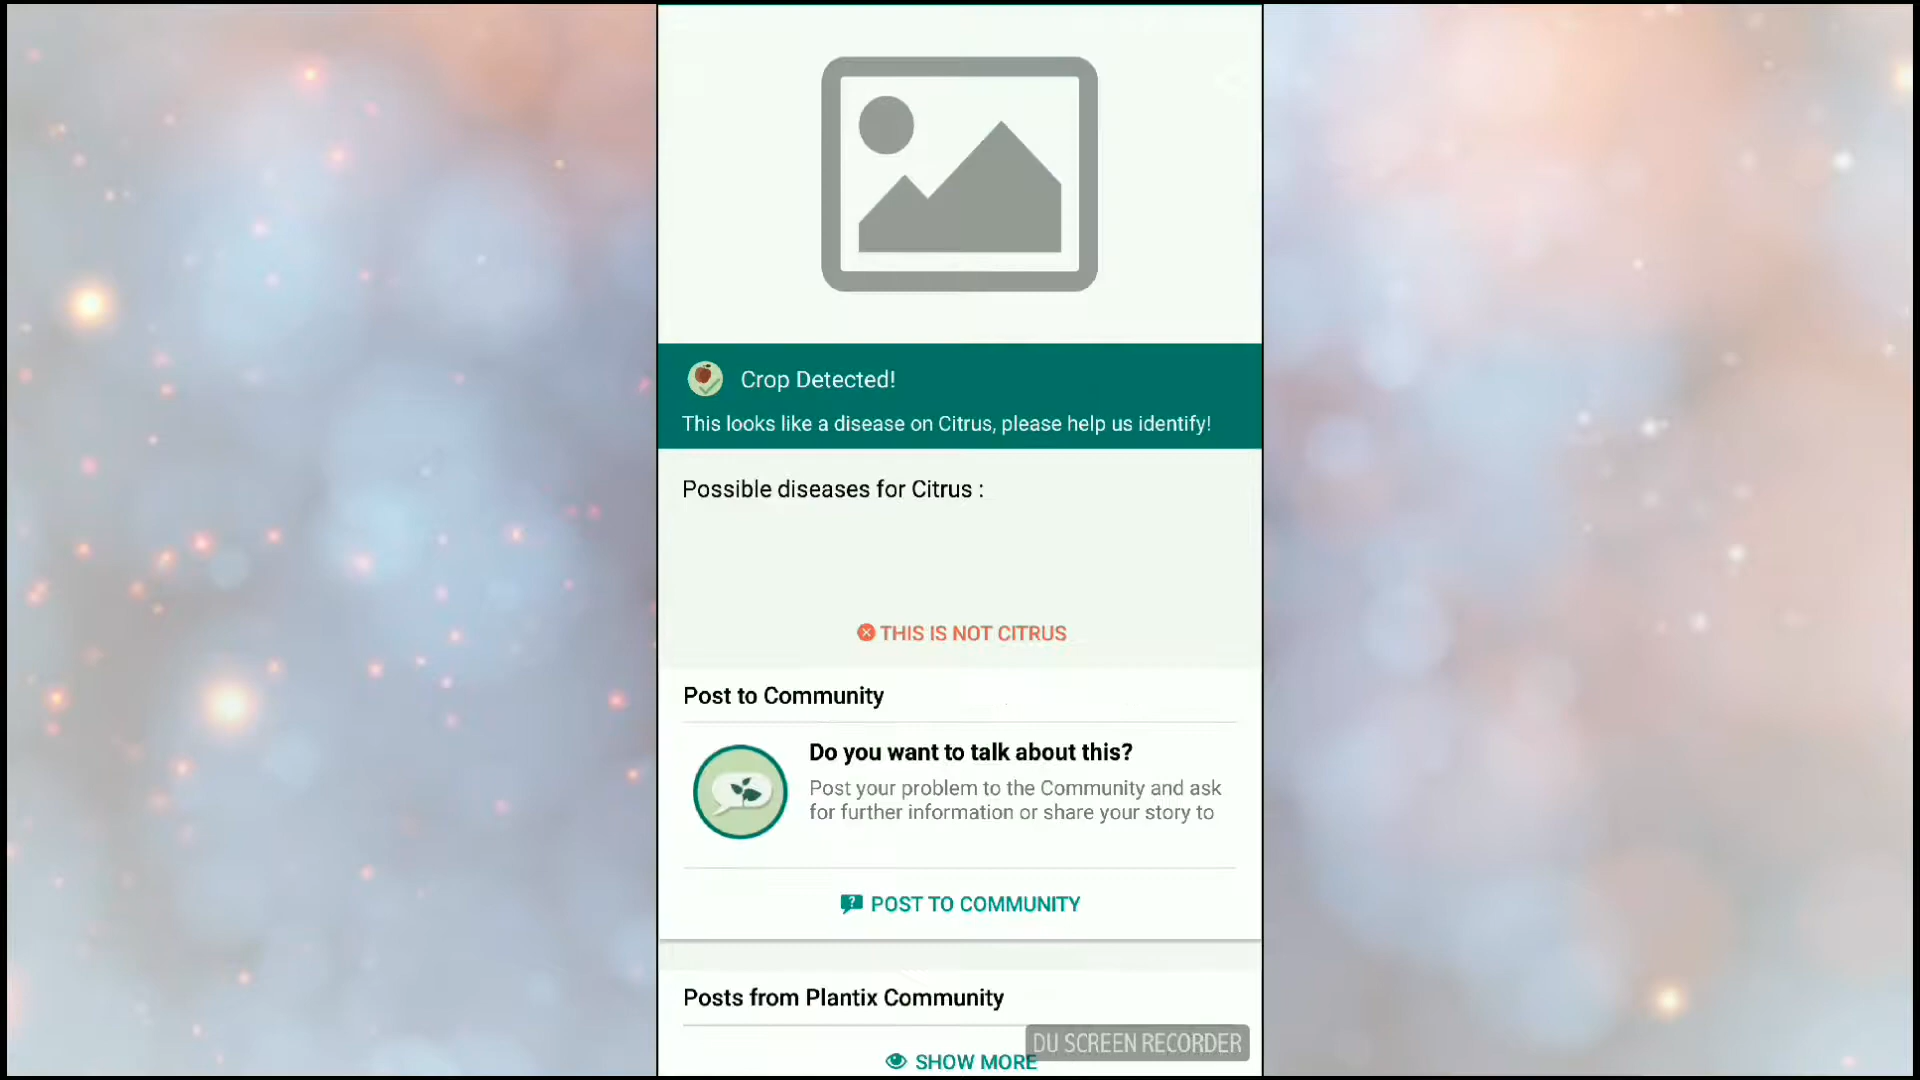 Crop Detected!
This looks like a disease on Citrus, please help us identify!
Possible diseases for Citrus :
THIS IS NOT CITRUS
Post to Community
Do you want to talk about this?
Post your problem to the Community and ask
for further information or share your story to
? POST TO COMMUNITY
Posts from Plantix Community
DU SCREEN RECORDER
SHOW MORE